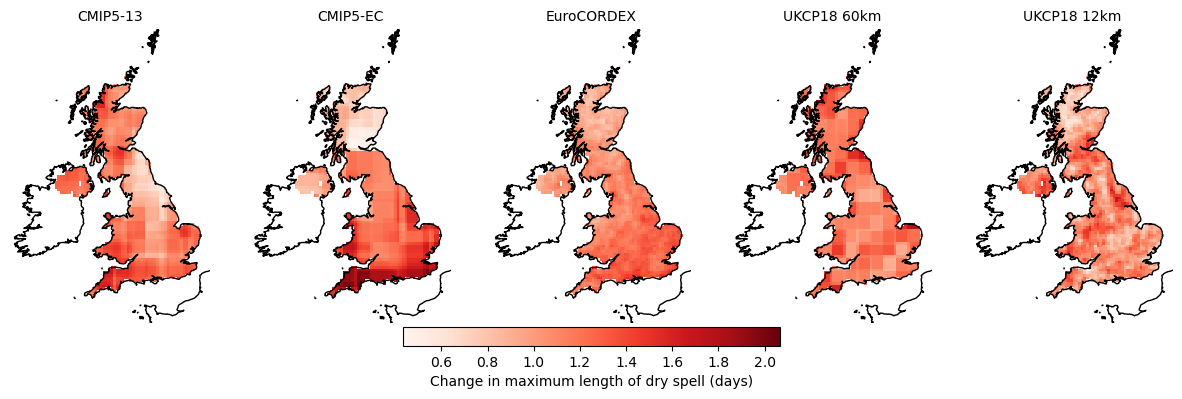 CMIP5-13 CMIP5-EC EuroCORDEX UKCP18 60km UKCP18 12km
0.6 0.8 1.0 1.2 1.4 1.6 1.8 2.0
Change in maximum length of dry spell (days)